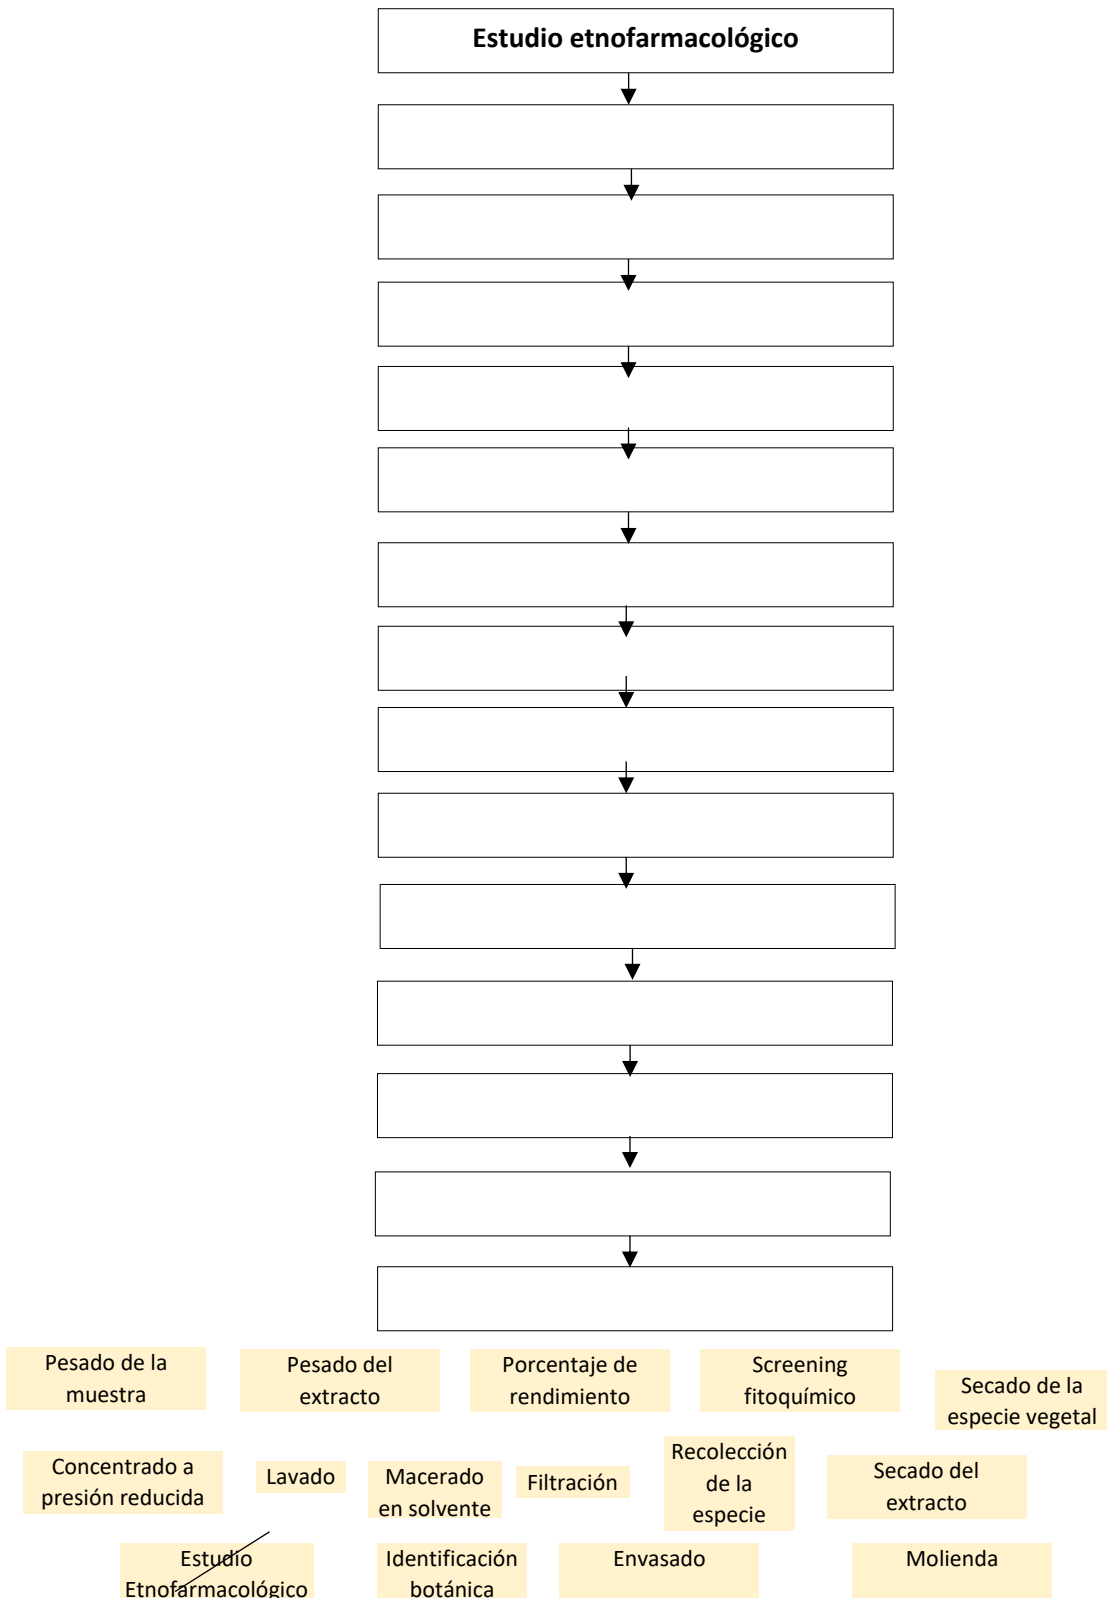 Estudio etnofarmacológico
Pesado de la
muestra
Pesado del
extracto
Porcentaje de
rendimiento
Screening
fitoquímico
Secado de la
especie vegetal
Concentrado a
presión reducida
Lavado
Macerado
en solvente
Filtración
Recolección
de la
especie
Secado del
extracto
Estudio
Etnofarmacológico
Identificación
botánica
Envasado
Molienda